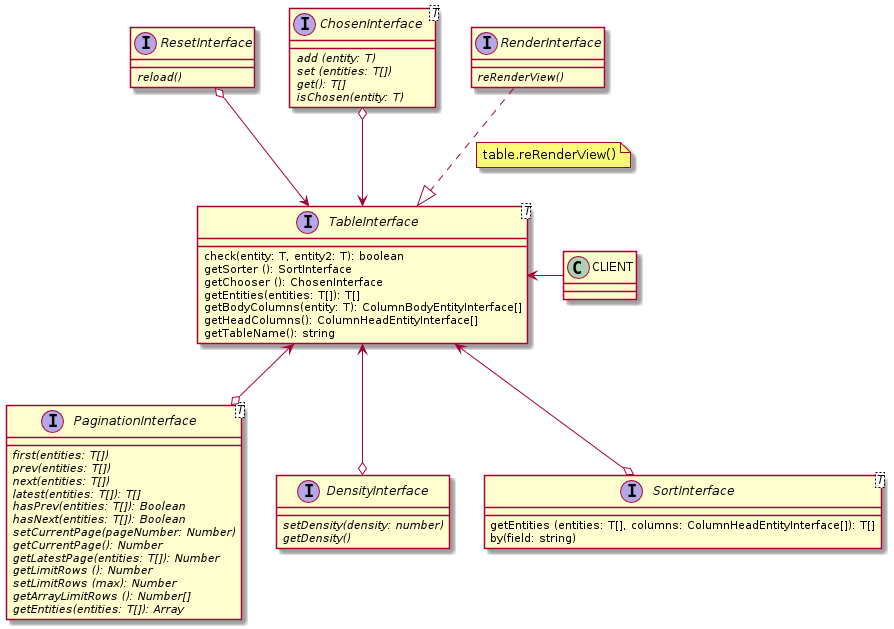 I ResetInterface
reload()
I ChosenInterface T
add (entity: T)
set (entities: T[])
get(): T[]
isChosen(entity: T)
I RenderInterface
reRenderView()
table.reRenderView()
I TableInterface T
check(entity: T, entity2: T): boolean
getSorter (): SortInterface
getChooser (): ChosenInterface
getEntities(entities: T[]): T[]
getBodyColumns(entity: T): ColumnBodyEntityInterface[]
getHeadColumns(): ColumnHeadEntityInterface[]
getTableName(): string
C CLIENT
I PaginationInterface T
first(entities: T[])
prev(entities: T[])
next(entities: T[])
latest(entities: T[]): T[]
hasPrev(entities: T[]): Boolean
hasNext(entities: T[]): Boolean
setCurrentPage(pageNumber: Number)
getCurrentPage(): Number
getLatestPage(entities: T[]): Number
getLimitRows (): Number
setLimitRows (max): Number
getArrayLimitRows (): Number[]
getEntities(entities: T[]): Array
I DensityInterface
setDensity(density: number)
getDensity()
I SortInterface T
getEntities (entities: T[], columns: ColumnHeadEntityInterface[]): T[]
by(field: string)